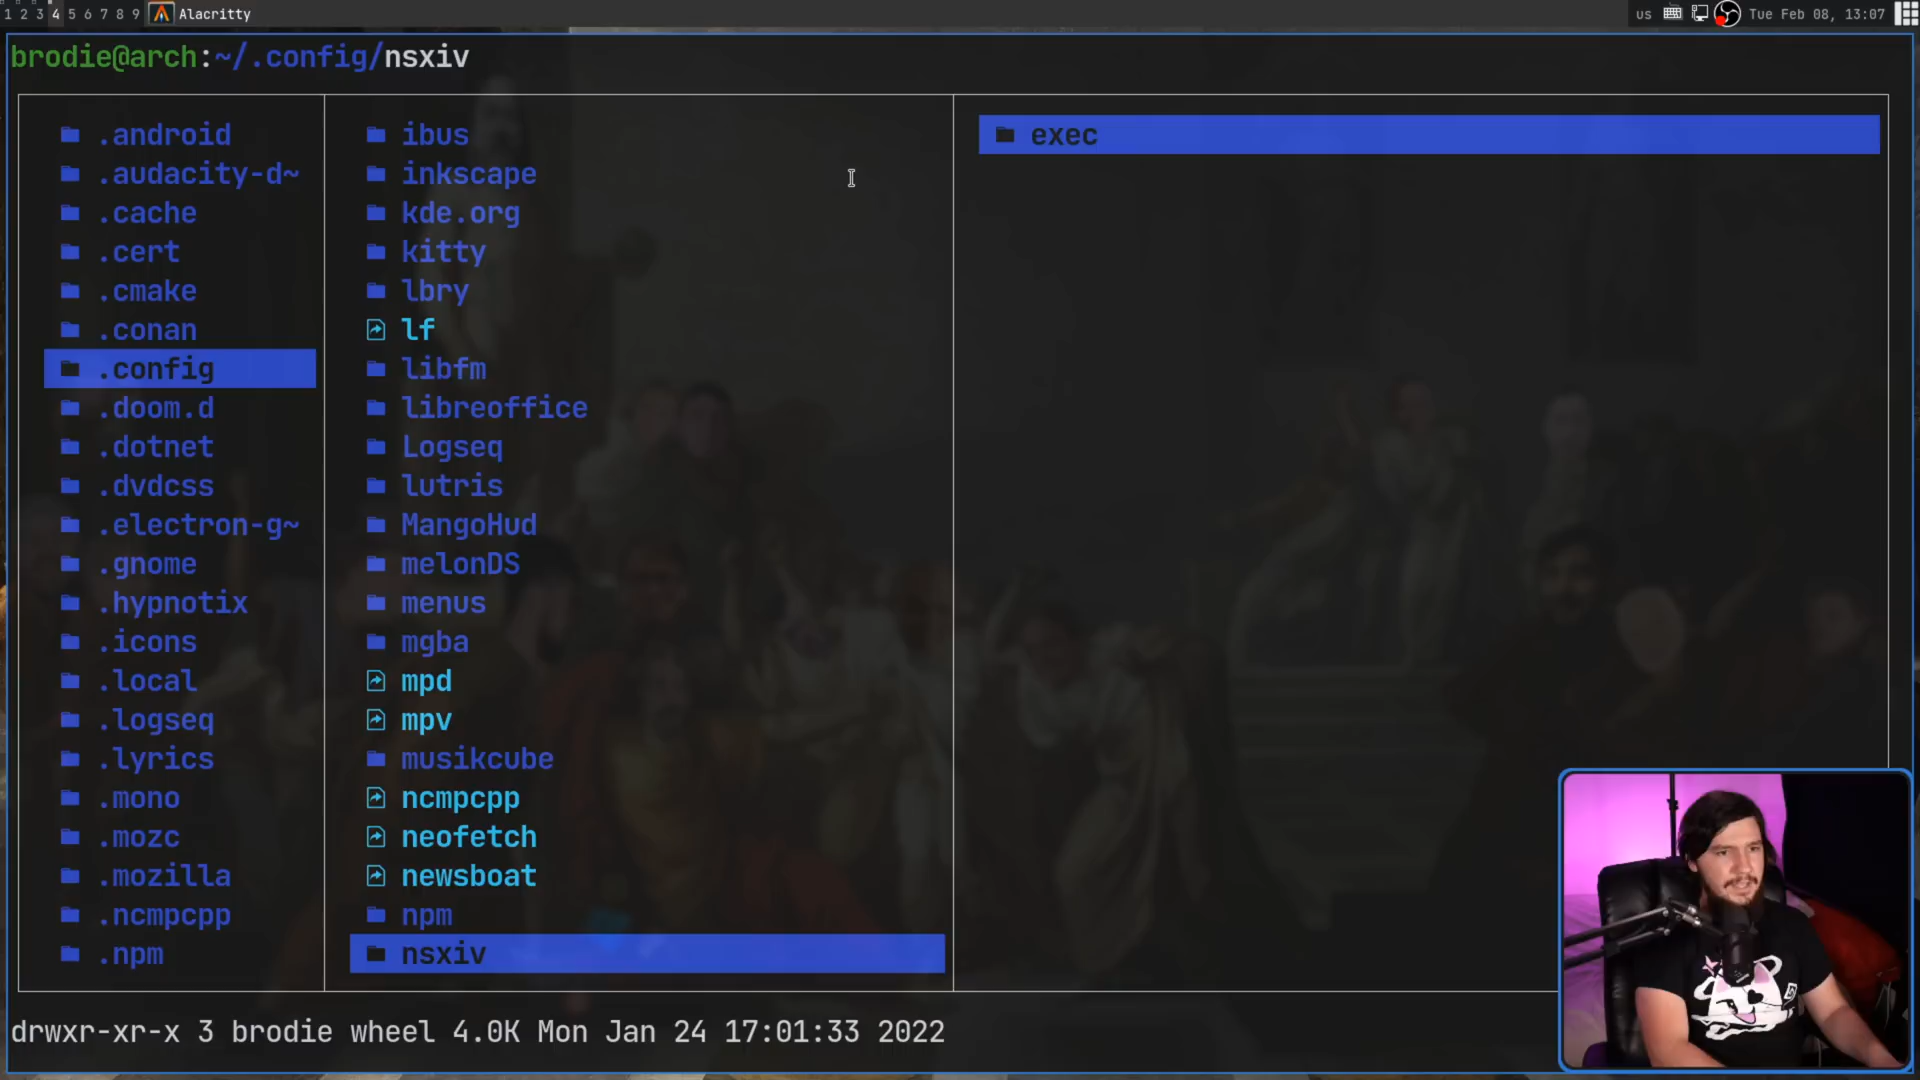 1 2 3 4 5 6 7 8 9 Alacritty us Tue Feb 08, 13:07
brodie@arch:~/.config/nsxiv
.android
.audacity-d~
.cache
.cert
.cmake
.conan
.config
.doom.d
.dotnet
.dvdcss
.electron-g~
.gnome
.hypnotix
.icons
.local
.logseq
.lyrics
.mono
.mozc
.mozilla
.ncmpcpp
.npm
ibus
inkscape
kde.org
kitty
lbry
lf
libfm
libreoffice
Logseq
lutris
MangoHud
melonDS
menus
mgba
mpd
mpv
musikcube
ncmpcpp
neofetch
newsboat
npm
nsxiv
exec
drwxr-xr-x 3 brodie wheel 4.0K Mon Jan 24 17:01:33 2022